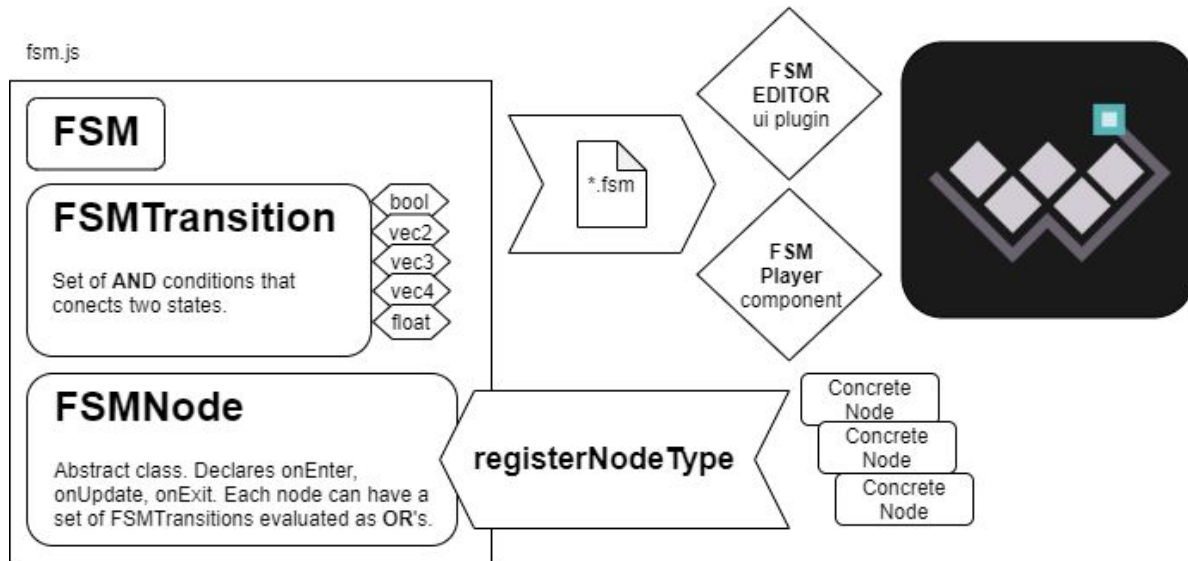 fsm.js
FSM
FSMTransition
Set of AND conditions that
conects two states.
bool
vec2
vec3
vec4
float
FSMNode
Abstract class. Declares onEnter,
onUpdate, onExit. Each node can have a
set of FSMTransitions evaluated as OR's.
*.fsm
FSM
EDITOR
ui plugin
FSM
Player
component
registerNodeType
Concrete
Node
Concrete
Node
Concrete
Node